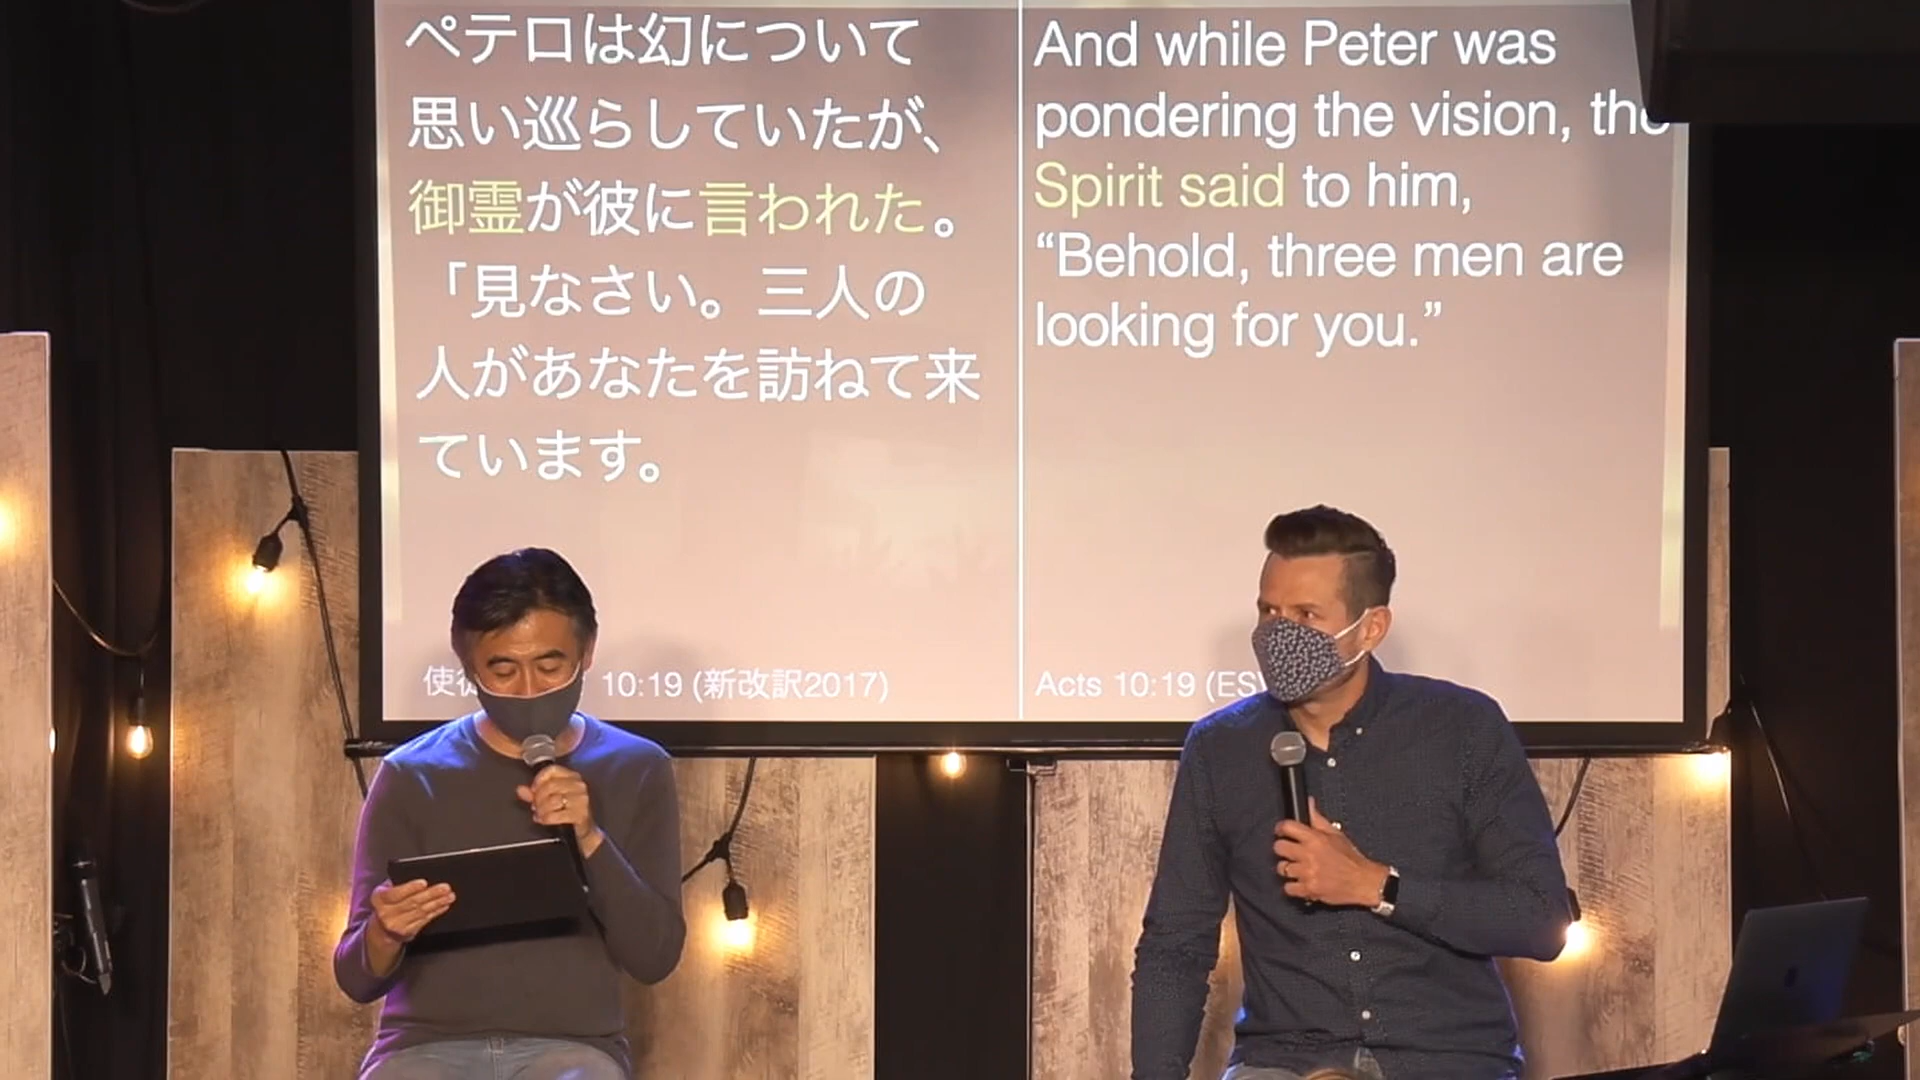 ペテロは幻について
思い巡らしていたが、
御霊が彼に言われた。
「見なさい。三人の
人があなたを訪ねて来
ています。
10:19 (新改訳2017)
And while Peter was
pondering the vision, the
Spirit said to him,
“Behold, three men are
looking for you.”
Acts 10:19